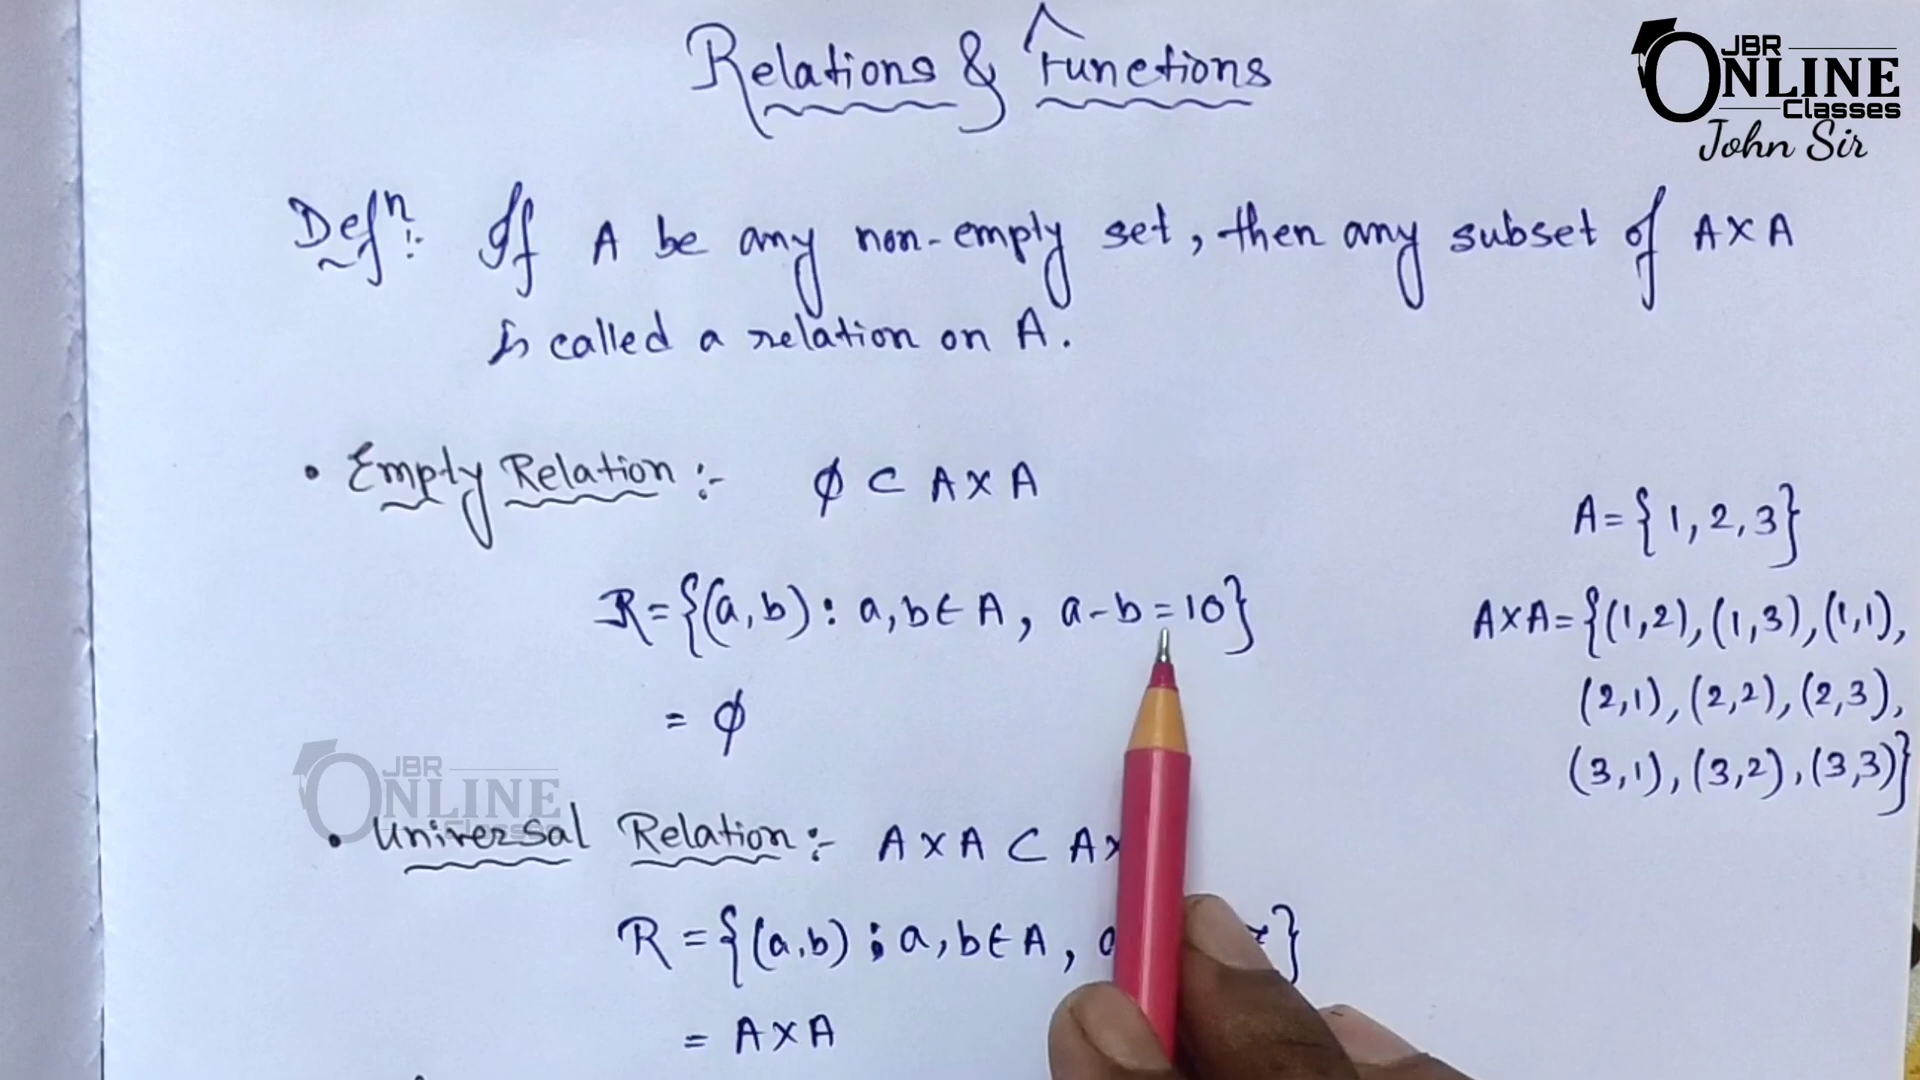 Relations & Functions
JBR
ONLINE
Classes
John Sir
Defn:- If A be any non-empty set, then any subset of A×A
is called a relation on A.
• Empty Relation :- ϕ ⊂ A×A
R={(a,b): a,b∈A, a-b=10}
= ϕ
A={1,2,3}
A×A={(1,2),(1,3),(1,1),
(2,1),(2,2),(2,3),
(3,1),(3,2),(3,3)}
JBR
ONLINE
Classes
• Universal Relation :- A×A ⊂ A×
R={(a,b): a,b∈A, }
= A×A